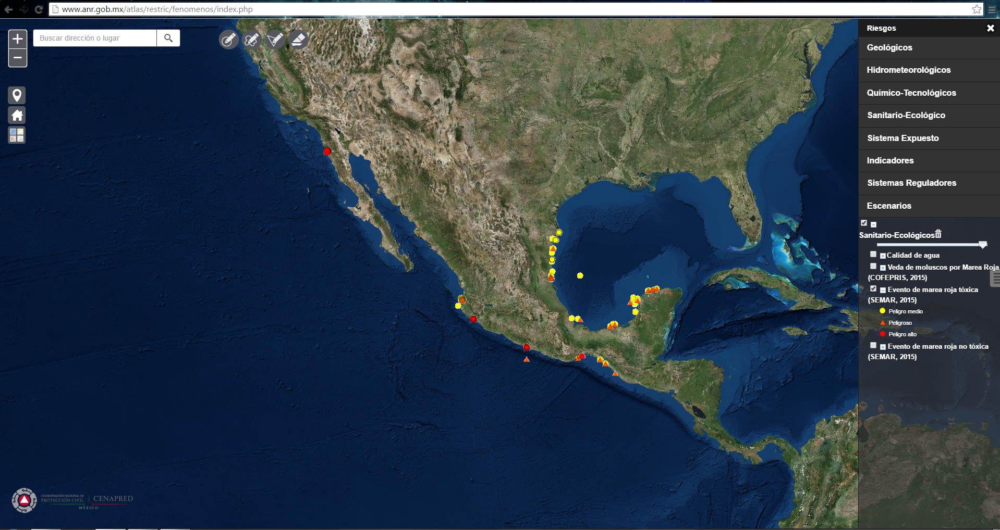 www.anr.gob.mx/atlas/restric/fenomenos/index.php
Buscar dirección o lugar
Riesgos
Geológicos
Hidrometeorológicos
Químico-Tecnológicos
Sanitario-Ecológico
Sistema Expuesto
Indicadores
Sistemas Reguladores
Escenarios
Sanitario-Ecológicos
Calidad de agua
Veda de moluscos por Marea Roja
(COFEPRIS, 2015)
Evento de marea roja tóxica
(SEMAR, 2015)
Peligro medio
Peligroso
Peligro alto
Evento de marea roja no tóxica
(SEMAR, 2015)
COORDINACIÓN NACIONAL DE
PROTECCIÓN CIVIL
MÉXICO
CENAPRED